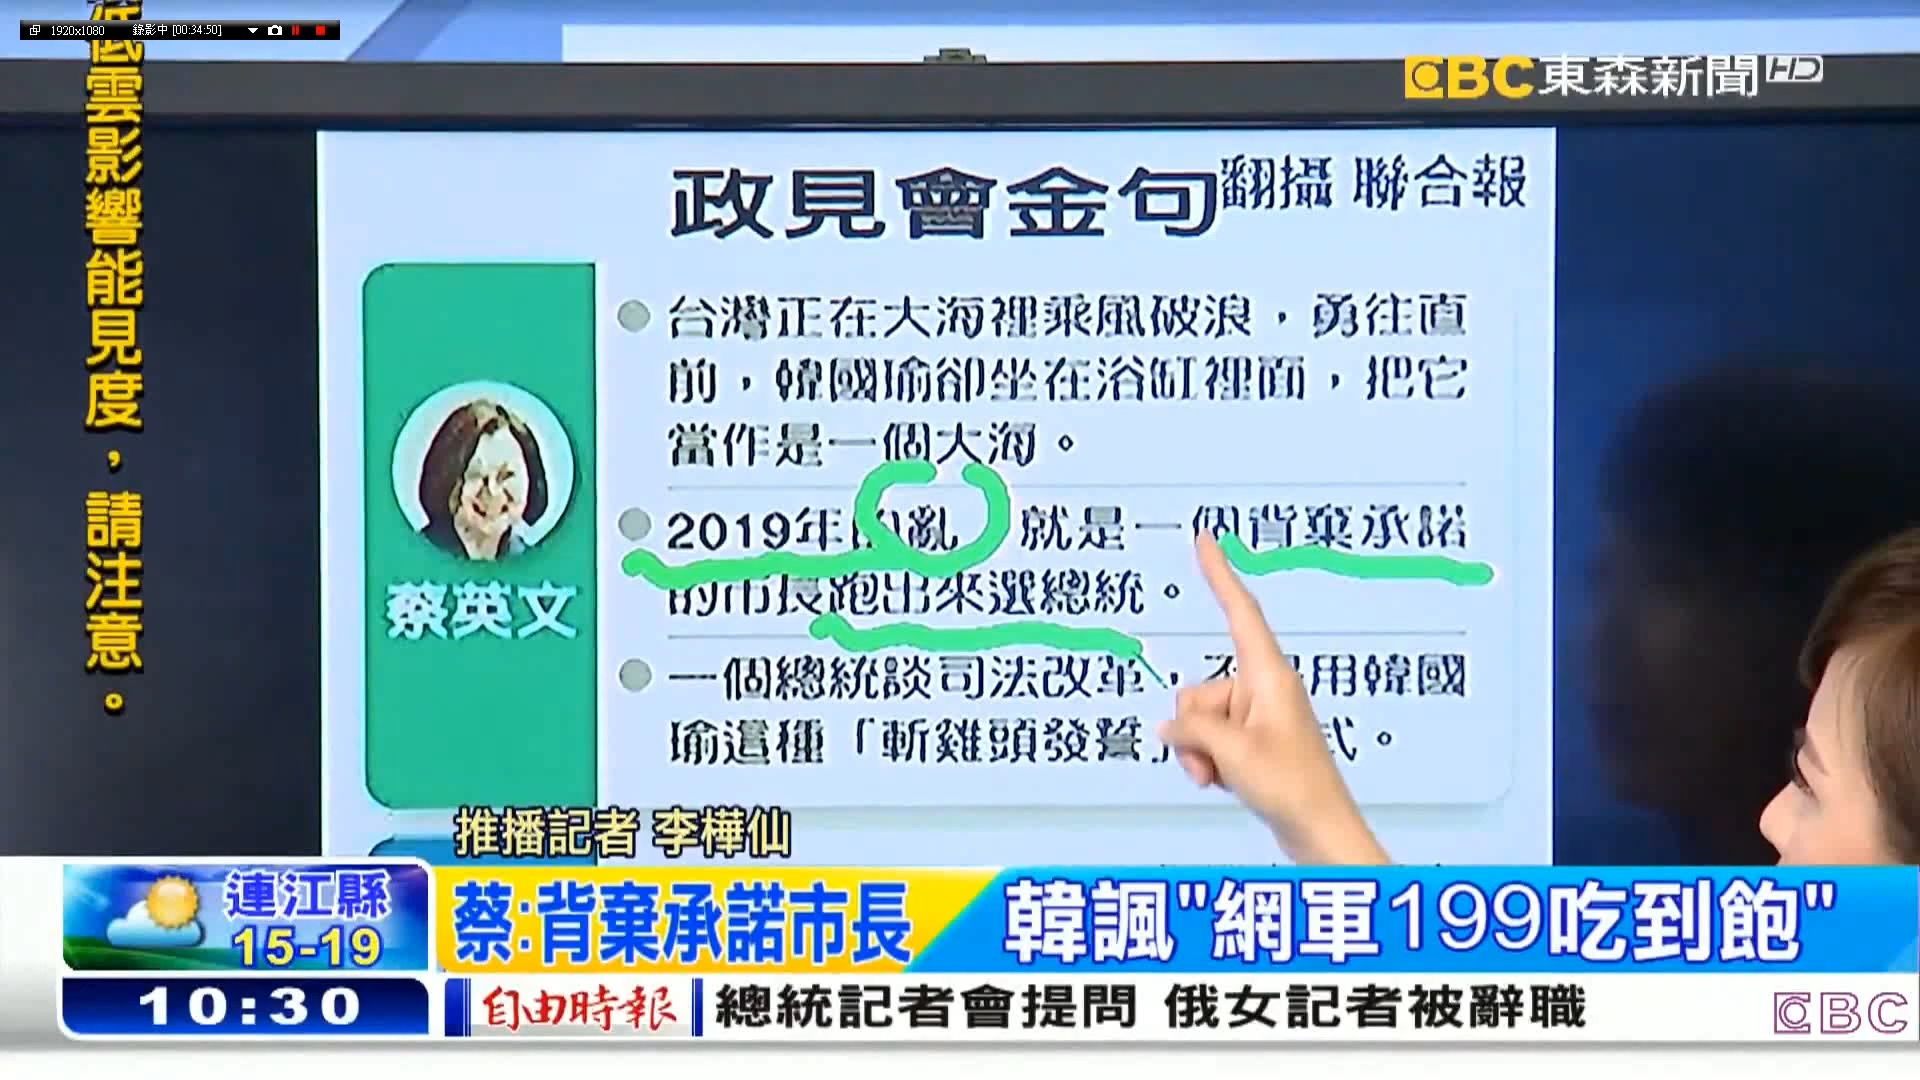 1920x1080 錄影中 [00:34:50]
EBC東森新聞HD
低雲影響能見度，請注意。
政見會金句
翻攝 聯合報
台灣正在大海裡乘風破浪，勇往直
前，韓國瑜卻坐在浴缸裡面，把它
當作是一個大海。
2019年的亂 就是一個背棄承諾
的市長跑出來選總統。
一個總統談司法改革，用韓國
瑜這種「斬雞頭發誓」式。
蔡英文
推播記者 李樺仙
連江縣
15-19
蔡:背棄承諾市長
韓諷"網軍199吃到飽"
10:30
自由時報
總統記者會提問 俄女記者被辭職
EBC